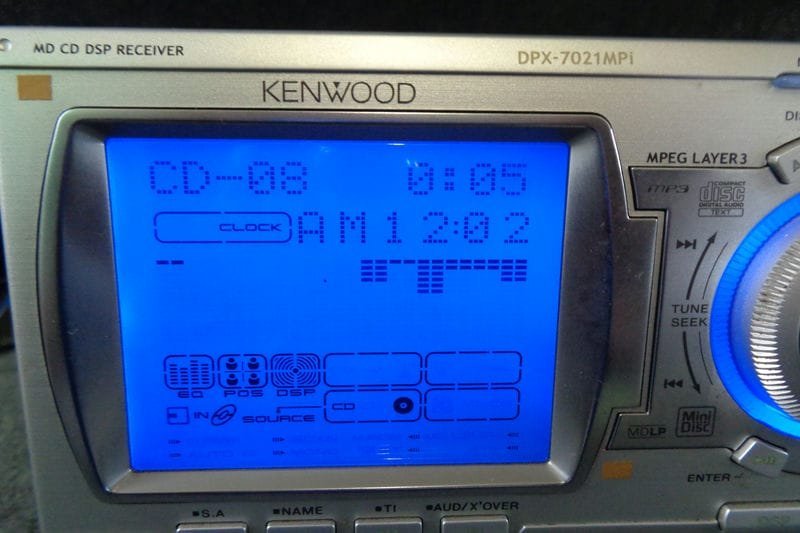 MD CD DSP RECEIVER
DPX-7021MPi
KENWOOD
MPEG LAYER3
mp3
COMPACT
disc
DIGITAL AUDIO
TEXT
CD-08 0:05
CLOCK AM12:02
TUNE
SEEK
EQ POS DSP
IN SOURCE CD
MDLP
Mini
Disc
ENTER
S.A NAME TI AUD/X'OVER